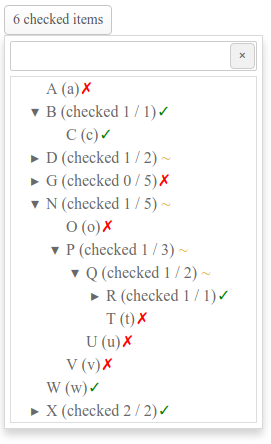 6 checked items
×
A (a)✗
▾ B (checked 1 / 1)✓
C (c)✓
▸ D (checked 1 / 2) ~
▸ G (checked 0 / 5)✗
▾ N (checked 1 / 5) ~
O (o)✗
▾ P (checked 1 / 3) ~
▾ Q (checked 1 / 2) ~
▸ R (checked 1 / 1)✓
T (t)✗
U (u)✗
V (v)✗
W (w)✓
▸ X (checked 2 / 2)✓